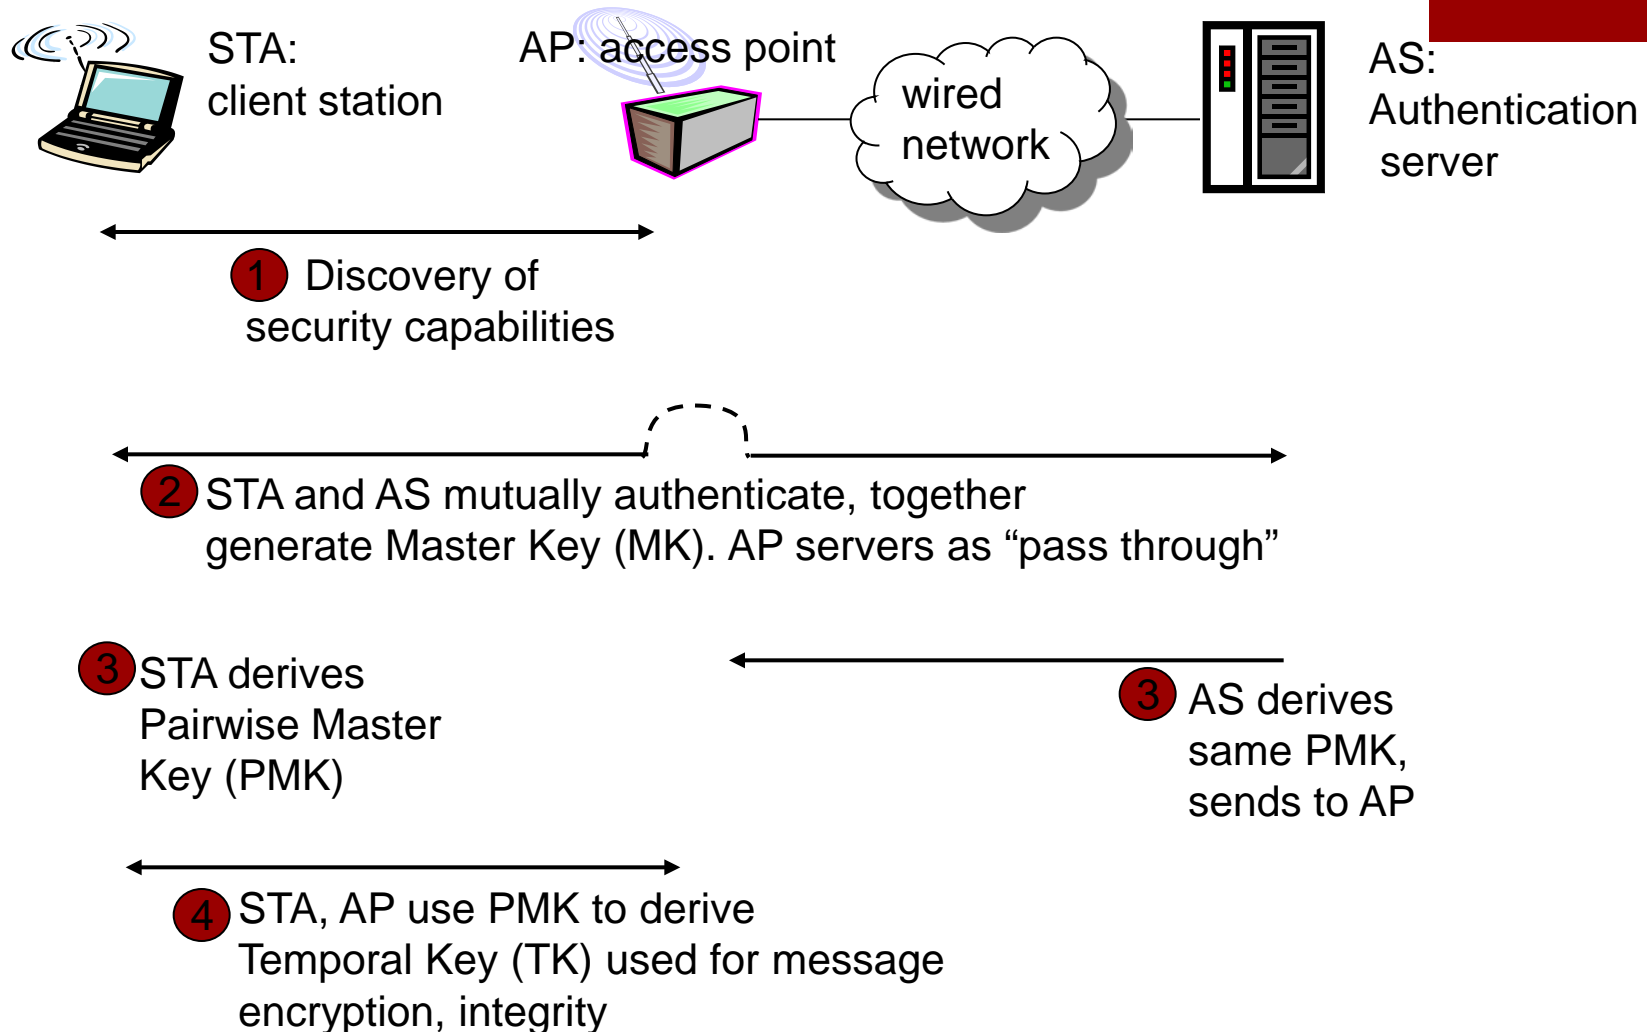 STA:
client station
AP: access point
wired
network
AS:
Authentication
server
1 Discovery of
security capabilities
2 STA and AS mutually authenticate, together
generate Master Key (MK). AP servers as “pass through”
3 STA derives
Pairwise Master
Key (PMK)
3 AS derives
same PMK,
sends to AP
4 STA, AP use PMK to derive
Temporal Key (TK) used for message
encryption, integrity